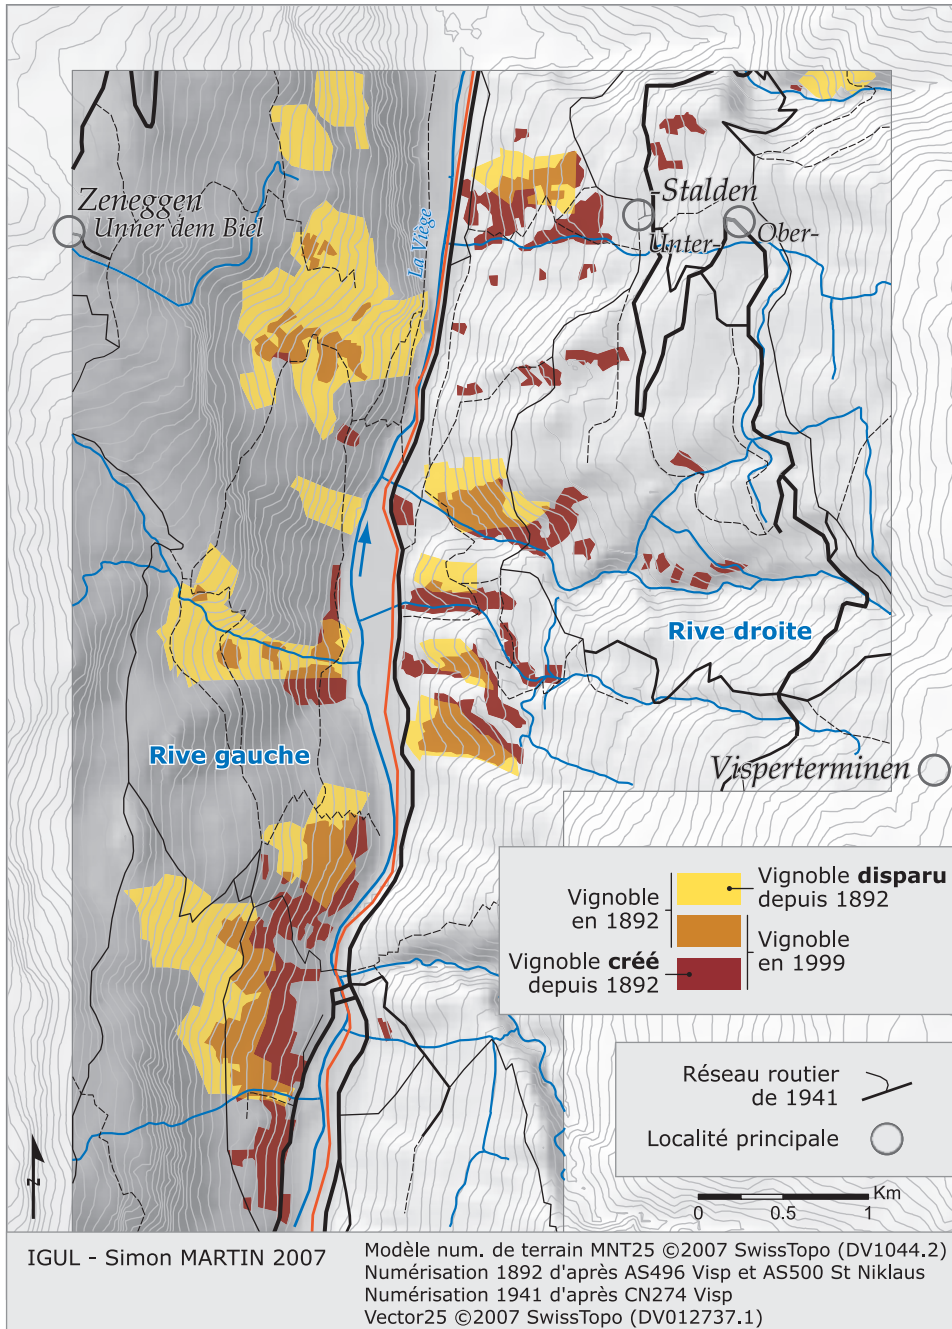 Zeneggen
Unner dem Biel
La Viège
-Stalden
Unter-
Ober-
Rive droite
Rive gauche
Visperterminen
Vignoble en 1892
Vignoble disparu
depuis 1892
Vignoble créé
depuis 1892
Vignoble
en 1999
Réseau routier
de 1941
Localité principale
Km
0 0.5 1
N
IGUL - Simon MARTIN 2007
Modèle num. de terrain MNT25 ©2007 SwissTopo (DV1044.2)
Numérisation 1892 d'après AS496 Visp et AS500 St Niklaus
Numérisation 1941 d'après CN274 Visp
Vector25 ©2007 SwissTopo (DV012737.1)